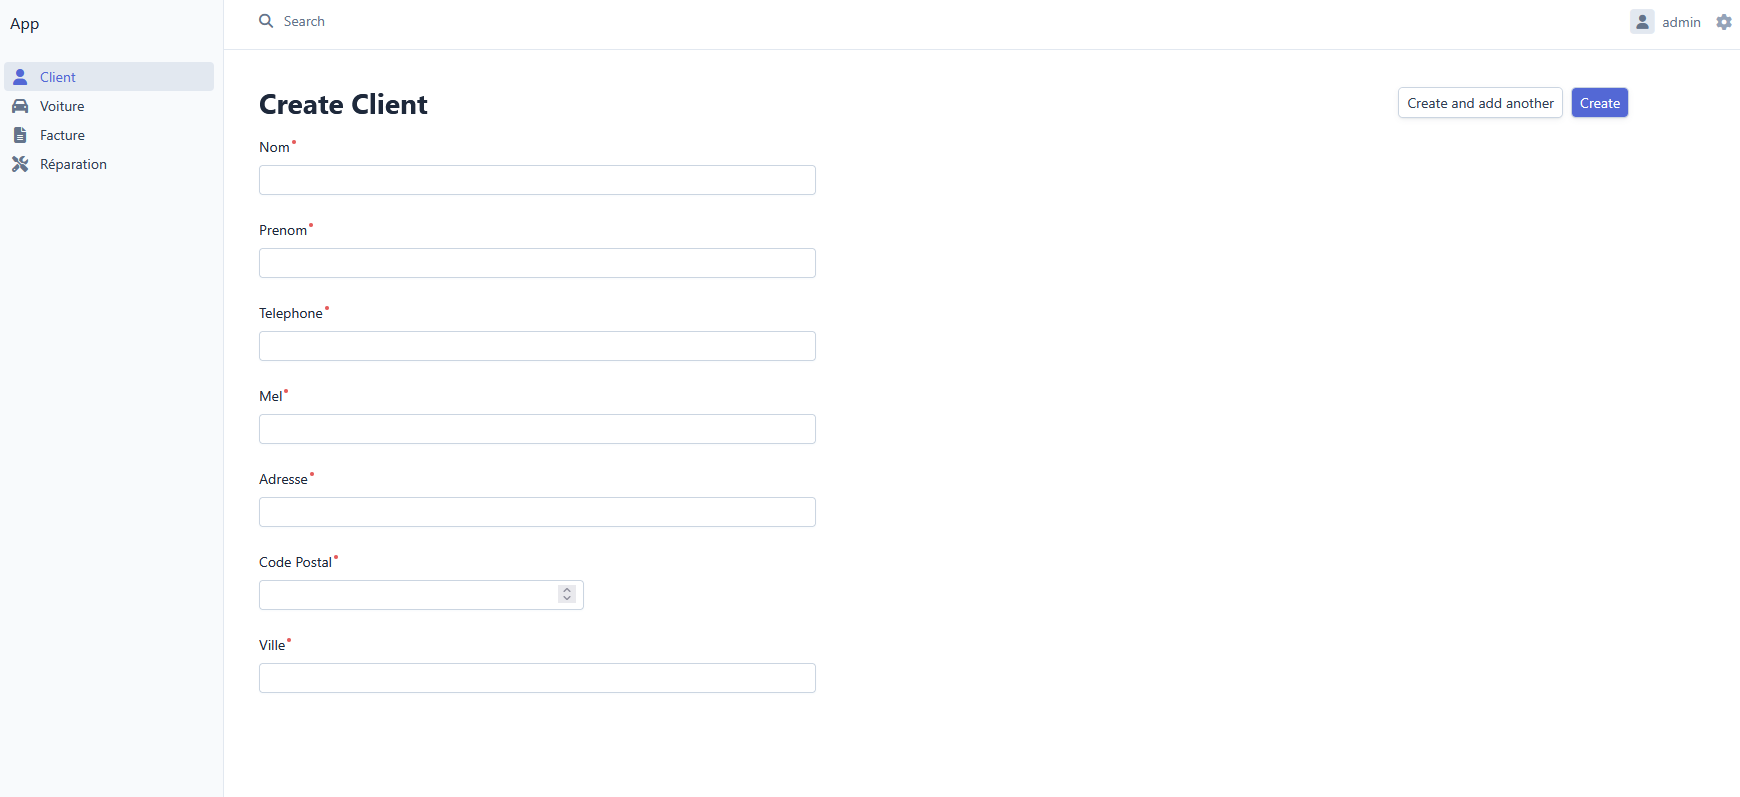 App
Search
admin
Client
Voiture
Facture
Réparation
Create Client
Create and add another
Create
Nom
Prenom
Telephone
Mel
Adresse
Code Postal
Ville